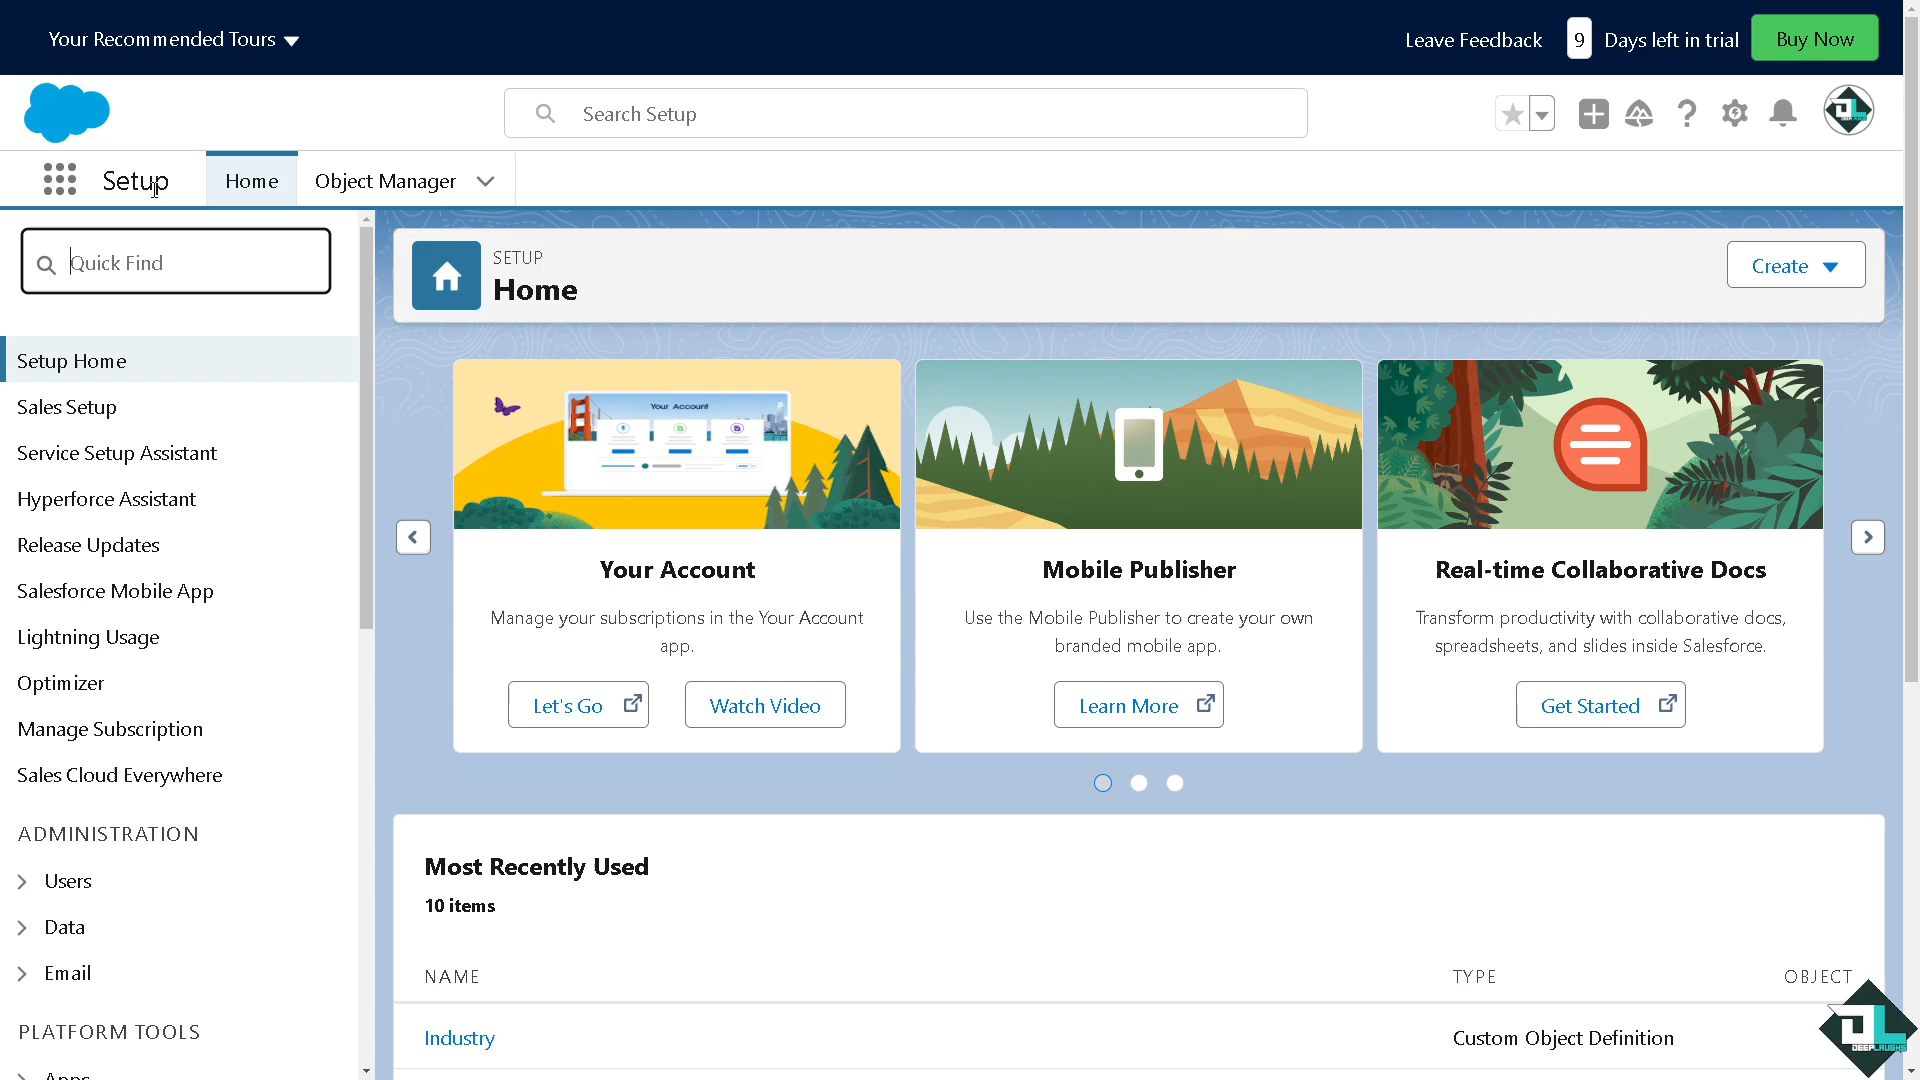 Your Recommended Tours
Leave Feedback
9 Days left in trial
Buy Now
Search Setup
Setup
Home
Object Manager
Quick Find
SETUP
Home
Create
Setup Home
Sales Setup
Service Setup Assistant
Hyperforce Assistant
Release Updates
Salesforce Mobile App
Lightning Usage
Optimizer
Manage Subscription
Sales Cloud Everywhere
ADMINISTRATION
Users
Data
Email
PLATFORM TOOLS
Apps
Your Account
Your Account
Manage your subscriptions in the Your Account
app.
Let's Go
Watch Video
Mobile Publisher
Use the Mobile Publisher to create your own
branded mobile app.
Learn More
Real-time Collaborative Docs
Transform productivity with collaborative docs,
spreadsheets, and slides inside Salesforce.
Get Started
Most Recently Used
10 items
NAME
TYPE
OBJECT
Industry
Custom Object Definition
DEEPLAUGHS